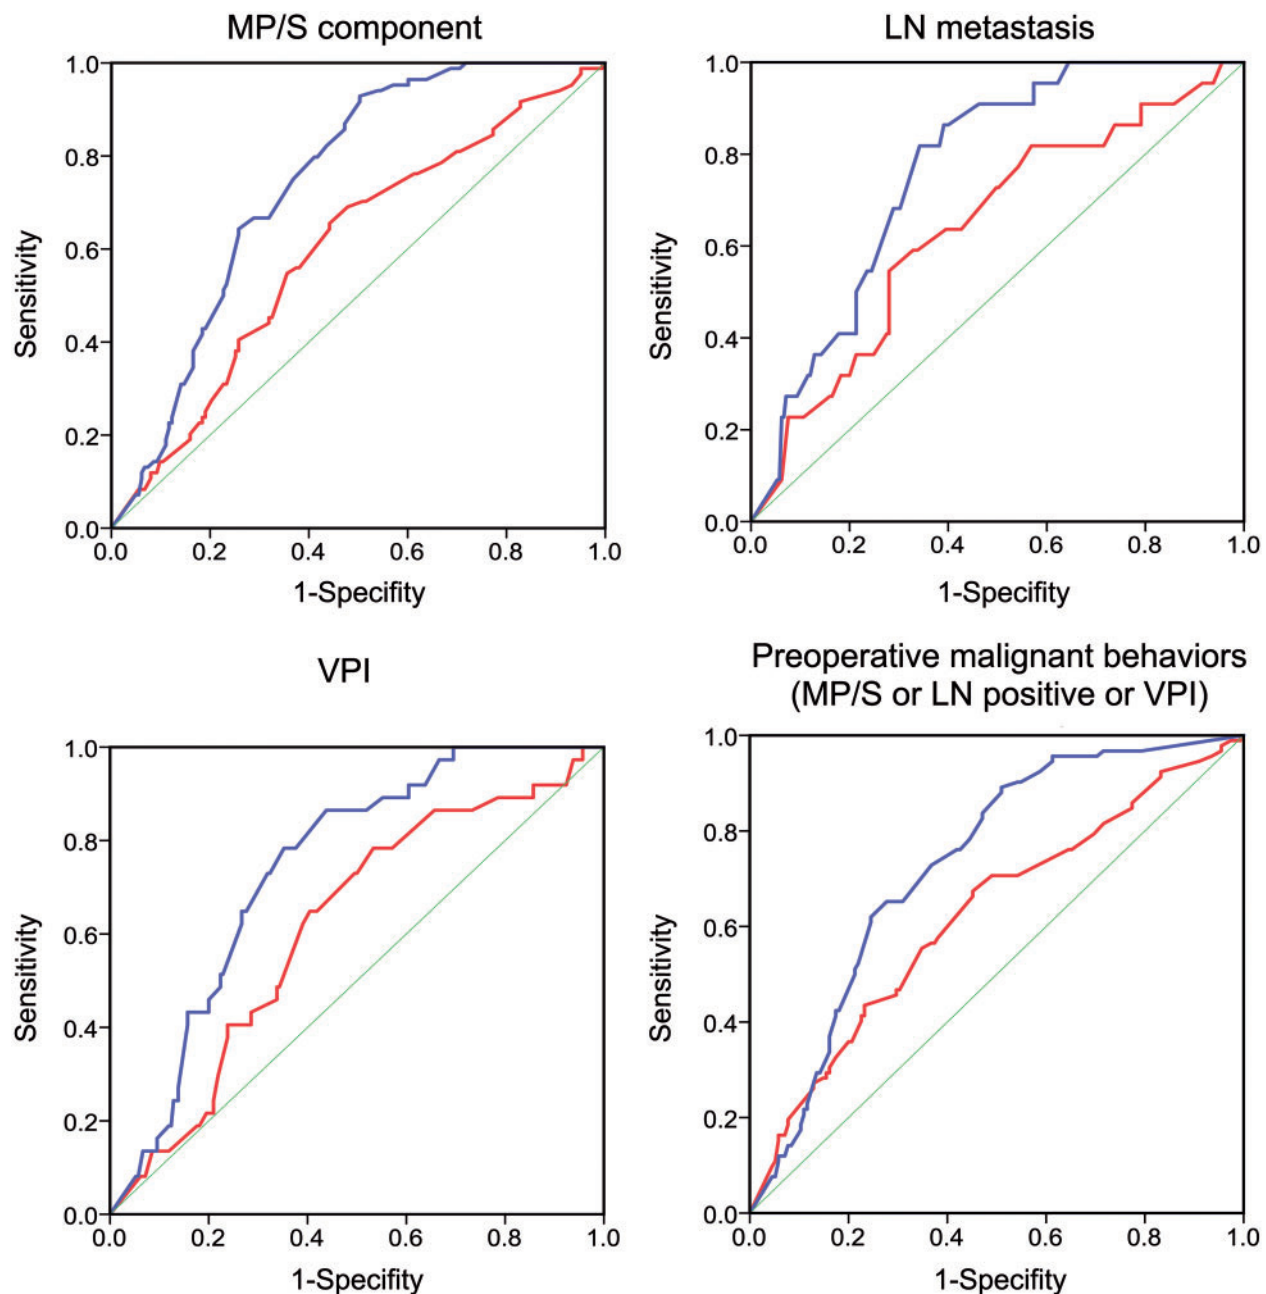 MP/S component
1.0
0.8
0.6
0.4
0.2
0.0
Sensitivity
0.0 0.2 0.4 0.6 0.8 1.0
1-Specifity
LN metastasis
1.0
0.8
0.6
0.4
0.2
0.0
Sensitivity
0.0 0.2 0.4 0.6 0.8 1.0
1-Specifity
VPI
1.0
0.8
0.6
0.4
0.2
0.0
Sensitivity
0.0 0.2 0.4 0.6 0.8 1.0
1-Specifity
Preoperative malignant behaviors
(MP/S or LN positive or VPI)
1.0
0.8
0.6
0.4
0.2
0.0
Sensitivity
0.0 0.2 0.4 0.6 0.8 1.0
1-Specifity